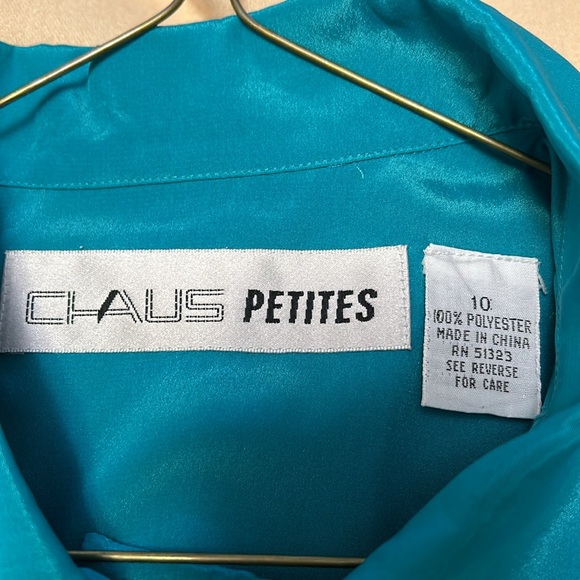 CHAUS PETITES
10
100% POLYESTER
MADE IN CHINA
RN 51323
SEE REVERSE
FOR CARE